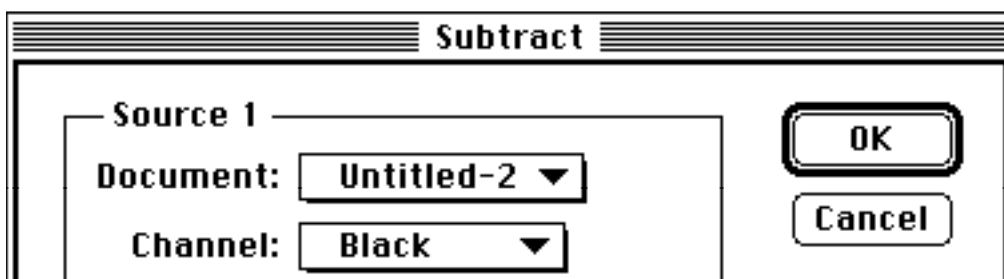 Subtract
Source 1
OK
Document: Untitled-2
Cancel
Channel: Black